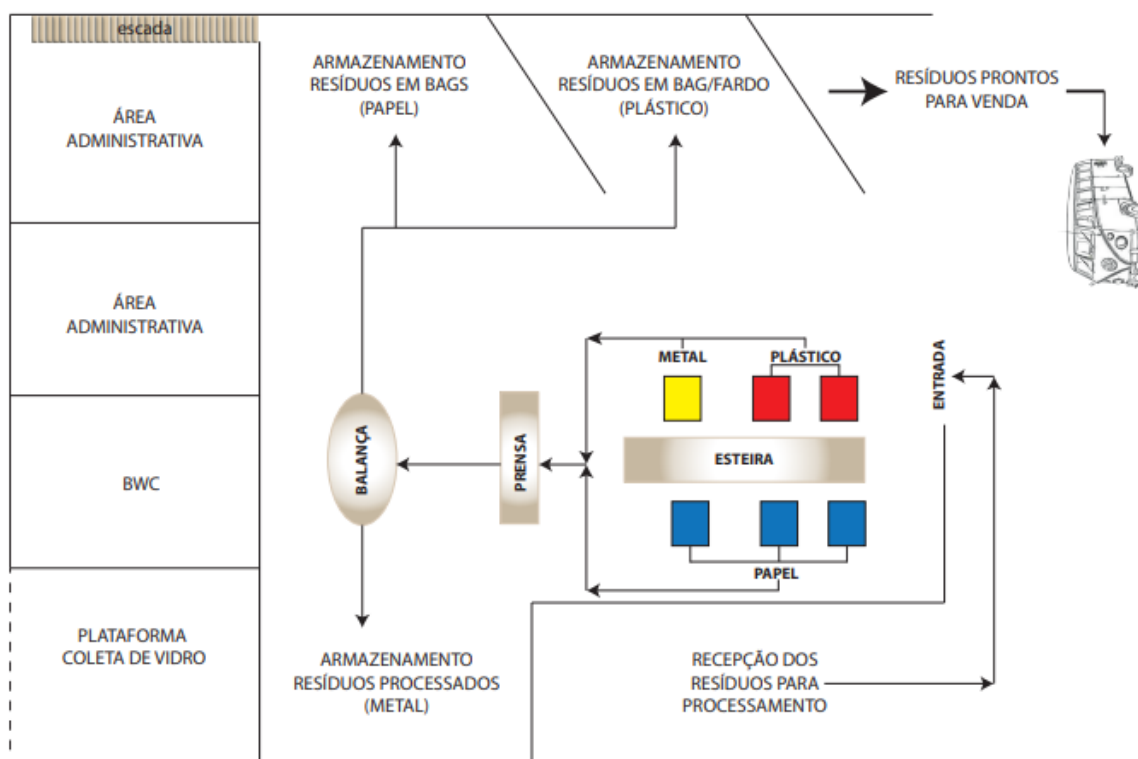 escada
ÁREA
ADMINISTRATIVA
ÁREA
ADMINISTRATIVA
BWC
PLATAFORMA
COLETA DE VIDRO
ARMAZENAMENTO
RESÍDUOS EM BAGS
(PAPEL)
ARMAZENAMENTO
RESÍDUOS EM BAG/FARDO
(PLÁSTICO)
RESÍDUOS PRONTOS
PARA VENDA
METAL
PLÁSTICO
ENTRADA
BALANÇA
PRENSA
ESTEIRA
PAPEL
ARMAZENAMENTO
RESÍDUOS PROCESSADOS
(METAL)
RECEPÇÃO DOS
RESÍDUOS PARA
PROCESSAMENTO